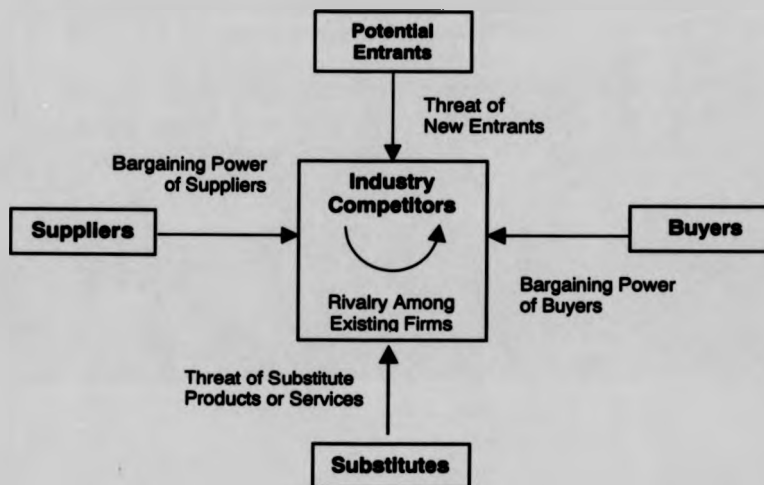 Potential
Entrants
Threat of
New Entrants
Bargaining Power
of Suppliers
Industry
Competitors
Suppliers
Buyers
Rivalry Among
Existing Firms
Bargaining Power
of Buyers
Threat of Substitute
Products or Services
Substitutes